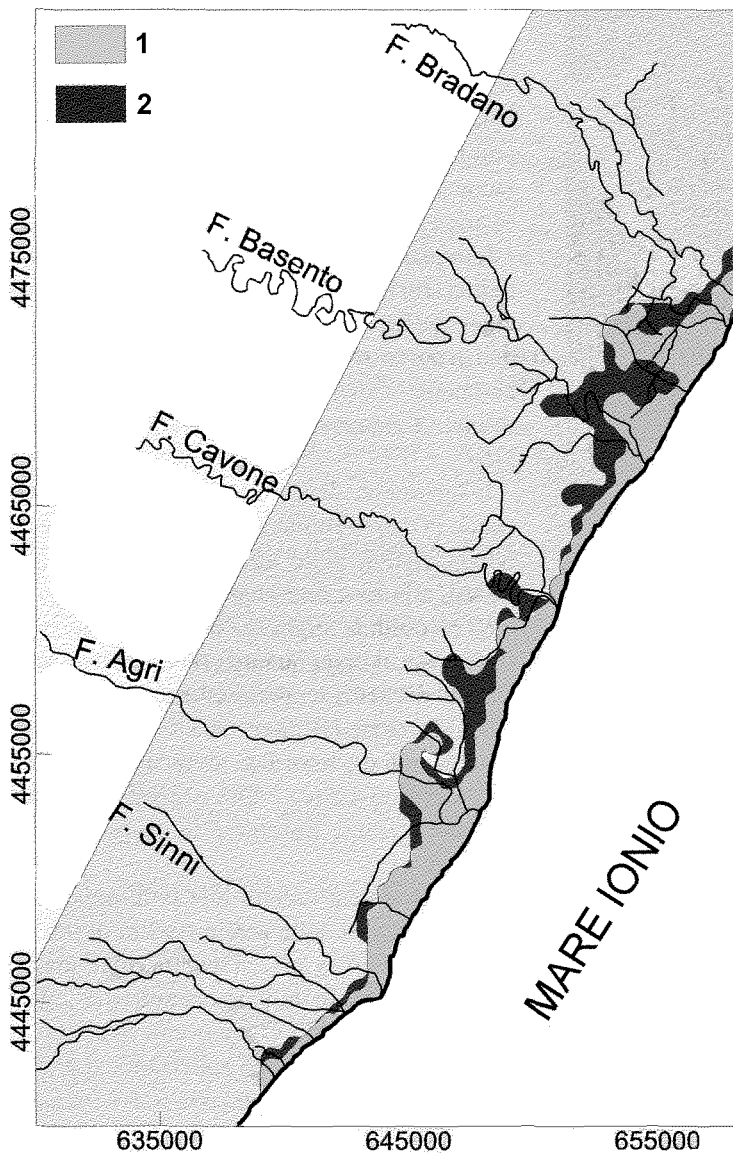 1
2
F. Bradano
F. Basento
F. Cavone
F. Agri
F. Sinni
MARE IONIO
4475000
4465000
4455000
4445000
635000
645000
655000